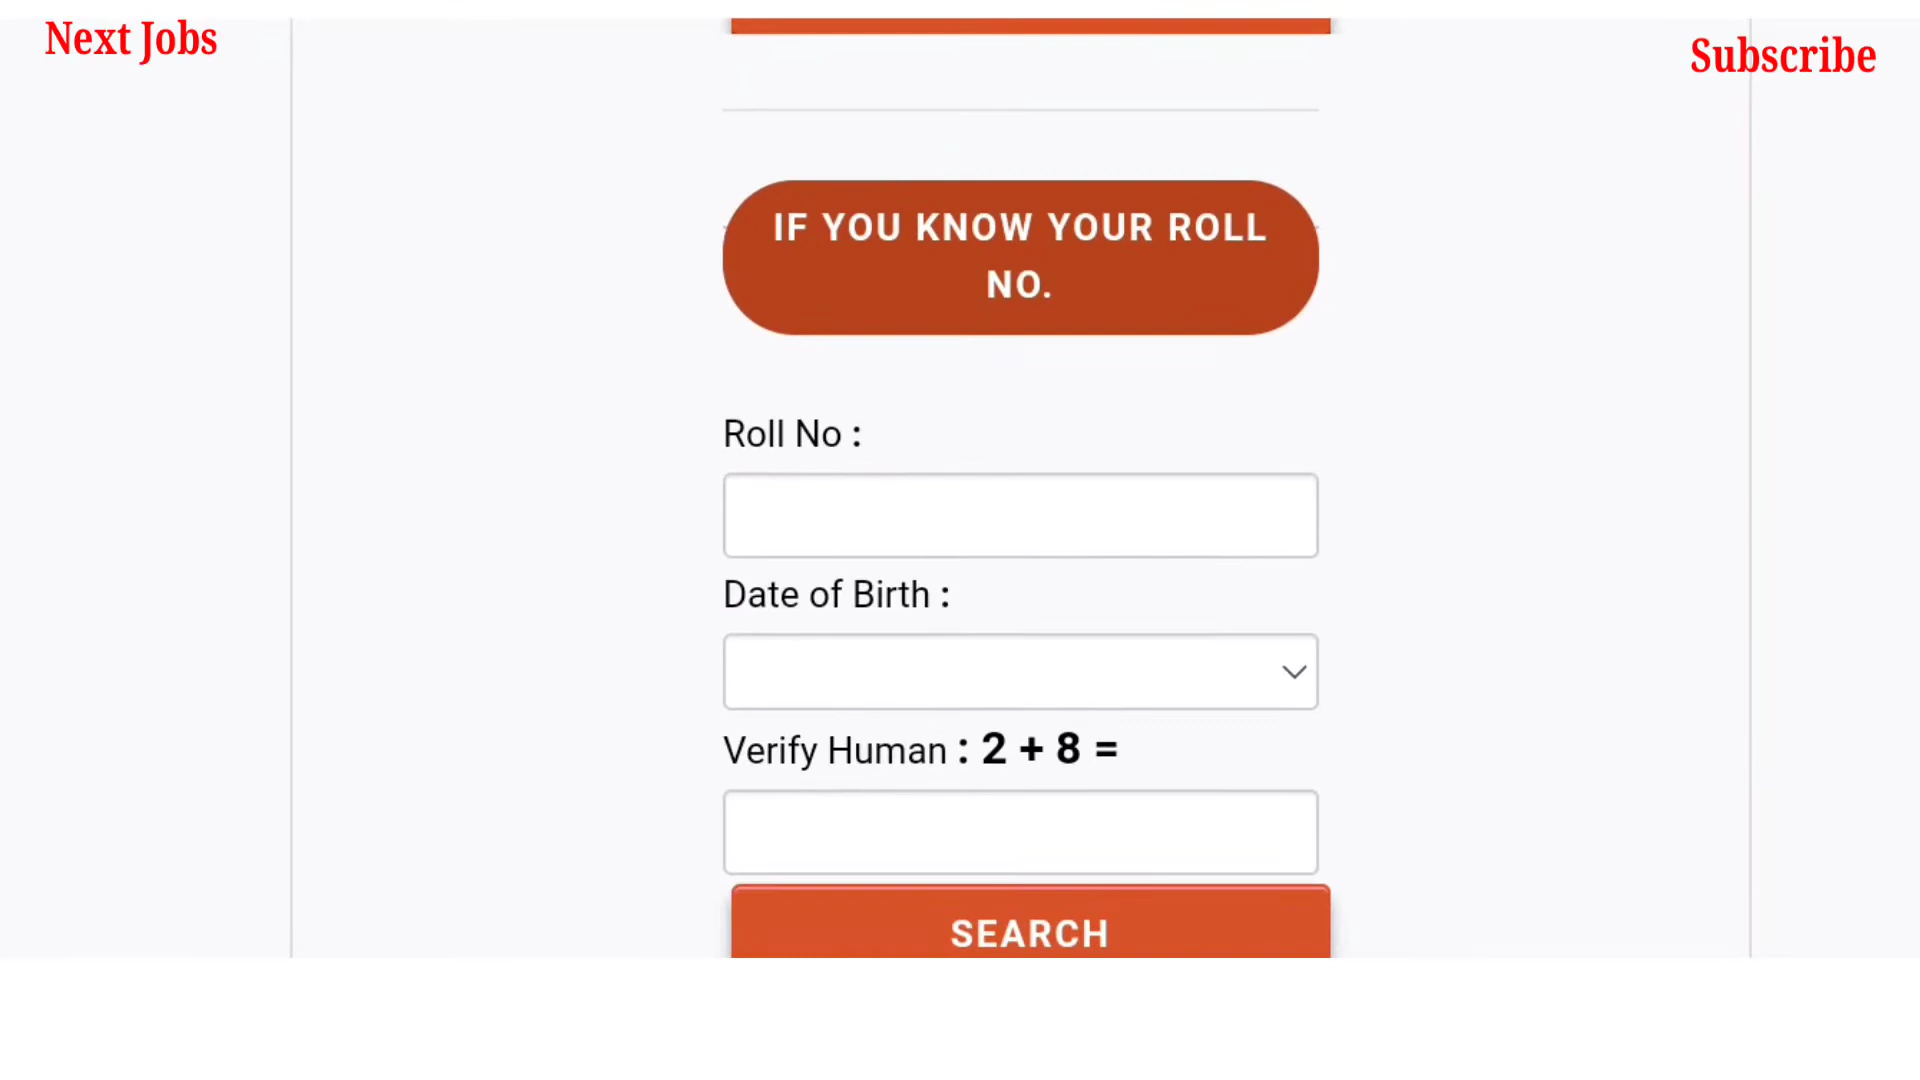 Next Jobs
Subscribe
IF YOU KNOW YOUR ROLL
NO.
Roll No :
Date of Birth :
Verify Human : 2 + 8 =
SEARCH